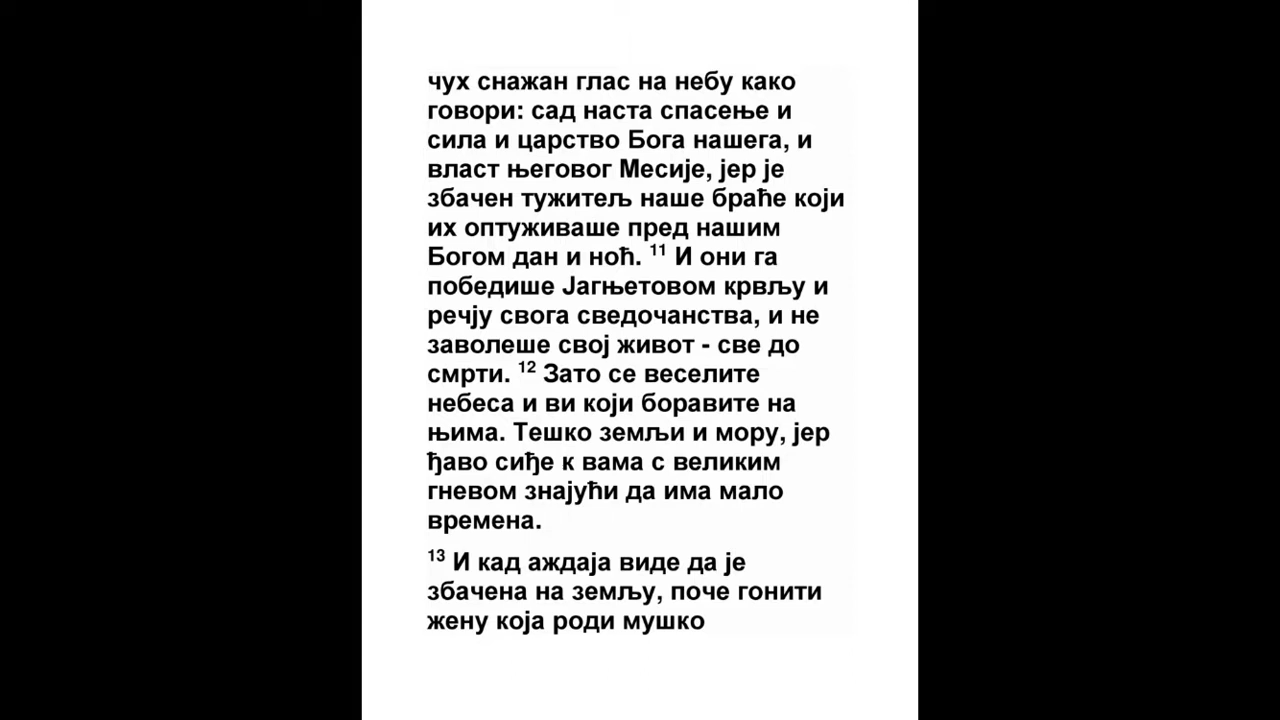 чух снажан глас на небу како
говори: сад наста спасење и
сила и царство Бога нашега, и
власт његовог Месије, јер је
збачен тужитељ наше браће који
их оптуживаше пред нашим
Богом дан и ноћ. 11 И они га
победише Јагњетовом крвљу и
речју свога сведочанства, и не
заволеше свој живот - све до
смрти. 12 Зато се веселите
небеса и ви који боравите на
њима. Тешко земљи и мору, јер
ђаво сиђе к вама с великим
гневом знајући да има мало
времена.
13 И кад аждаја виде да је
збачена на земљу, поче гонити
жену која роди мушко